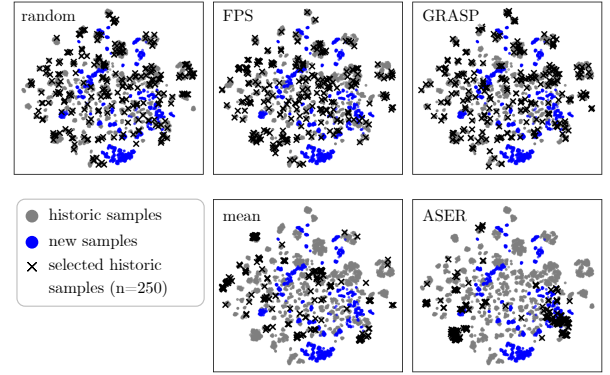 random
FPS
GRASP
historic samples
new samples
selected historic
samples (n=250)
mean
ASER